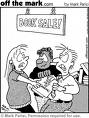 off the mark.com
by Mark Parisi
BOOK SALE!
© Mark Parisi, Permission required for use.